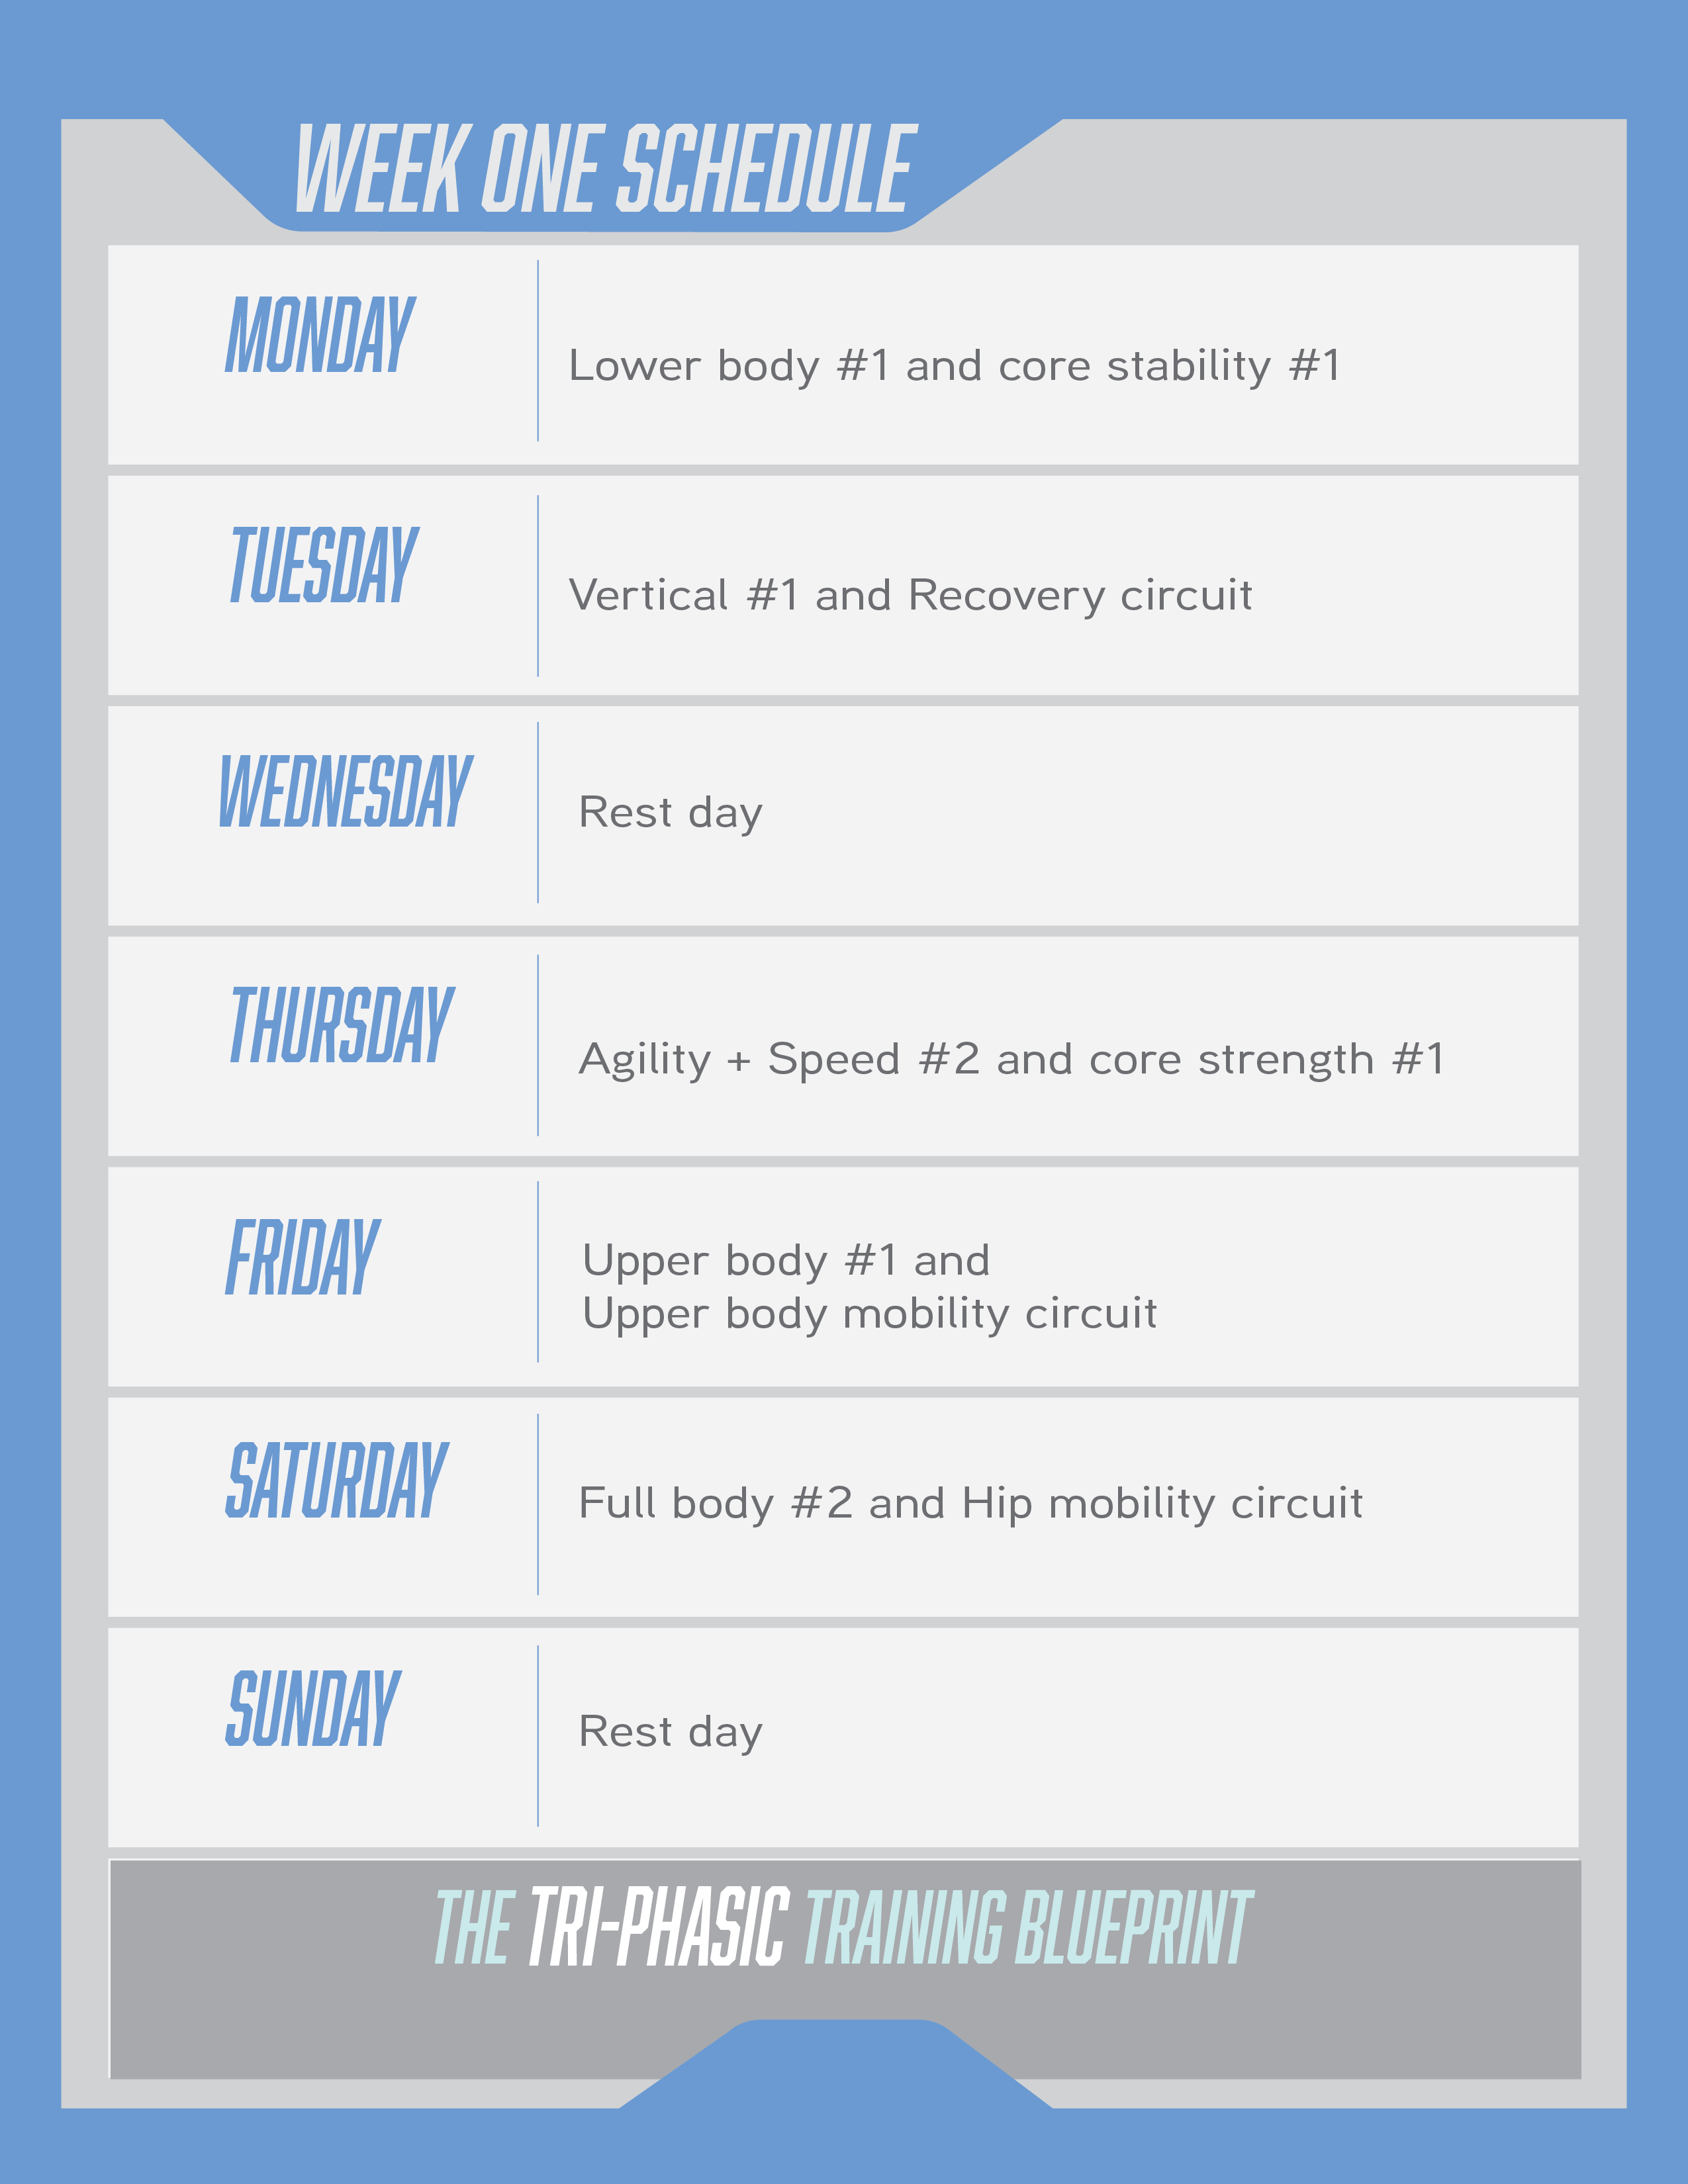 WEEK ONE SCHEDULE
MONDAY
Lower body #1 and core stability #1
TUESDAY
Vertical #1 and Recovery circuit
WEDNESDAY
Rest day
THURSDAY
Agility + Speed #2 and core strength #1
FRIDAY
Upper body #1 and
Upper body mobility circuit
SATURDAY
Full body #2 and Hip mobility circuit
SUNDAY
Rest day
THE TRI-PHASIC TRAINING BLUEPRINT